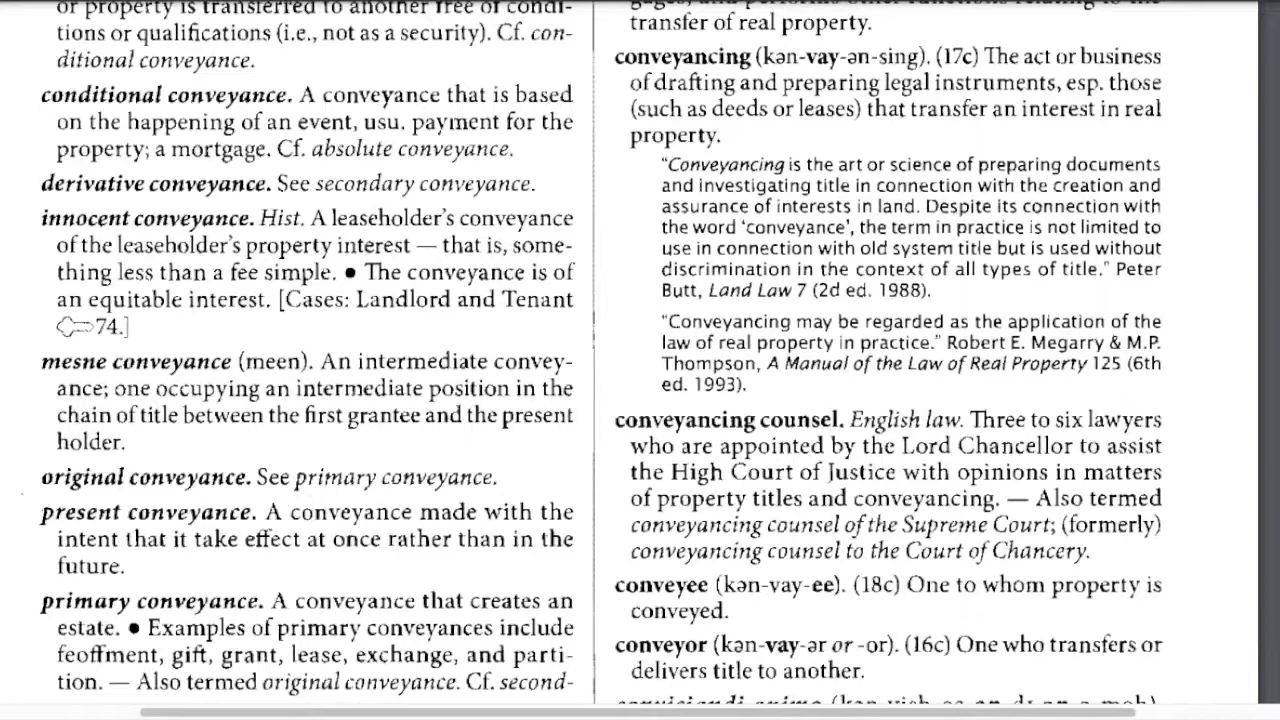 or property is transferred to another free of condi-
tions or qualifications (i.e., not as a security). Cf. con-
ditional conveyance.
conditional conveyance. A conveyance that is based
on the happening of an event, usu. payment for the
property; a mortgage. Cf. absolute conveyance.
derivative conveyance. See secondary conveyance.
innocent conveyance. Hist. A leaseholder's conveyance
of the leaseholder's property interest — that is, some-
thing less than a fee simple. ● The conveyance is of
an equitable interest. [Cases: Landlord and Tenant
74.]
mesne conveyance (meen). An intermediate convey-
ance; one occupying an intermediate position in the
chain of title between the first grantee and the present
holder.
original conveyance. See primary conveyance.
present conveyance. A conveyance made with the
intent that it take effect at once rather than in the
future.
primary conveyance. A conveyance that creates an
estate. ● Examples of primary conveyances include
feoffment, gift, grant, lease, exchange, and parti-
tion. — Also termed original conveyance. Cf. second-
transfer of real property.
conveyancing (kən-vay-ən-sing). (17c) The act or business
of drafting and preparing legal instruments, esp. those
(such as deeds or leases) that transfer an interest in real
property.
"Conveyancing is the art or science of preparing documents
and investigating title in connection with the creation and
assurance of interests in land. Despite its connection with
the word 'conveyance', the term in practice is not limited to
use in connection with old system title but is used without
discrimination in the context of all types of title." Peter
Butt, Land Law 7 (2d ed. 1988).
"Conveyancing may be regarded as the application of the
law of real property in practice." Robert E. Megarry & M.P.
Thompson, A Manual of the Law of Real Property 125 (6th
ed. 1993).
conveyancing counsel. English law. Three to six lawyers
who are appointed by the Lord Chancellor to assist
the High Court of Justice with opinions in matters
of property titles and conveyancing. — Also termed
conveyancing counsel of the Supreme Court; (formerly)
conveyancing counsel to the Court of Chancery.
conveyee (kən-vay-ee). (18c) One to whom property is
conveyed.
conveyor (kən-vay-ər or -or). (16c) One who transfers or
delivers title to another.